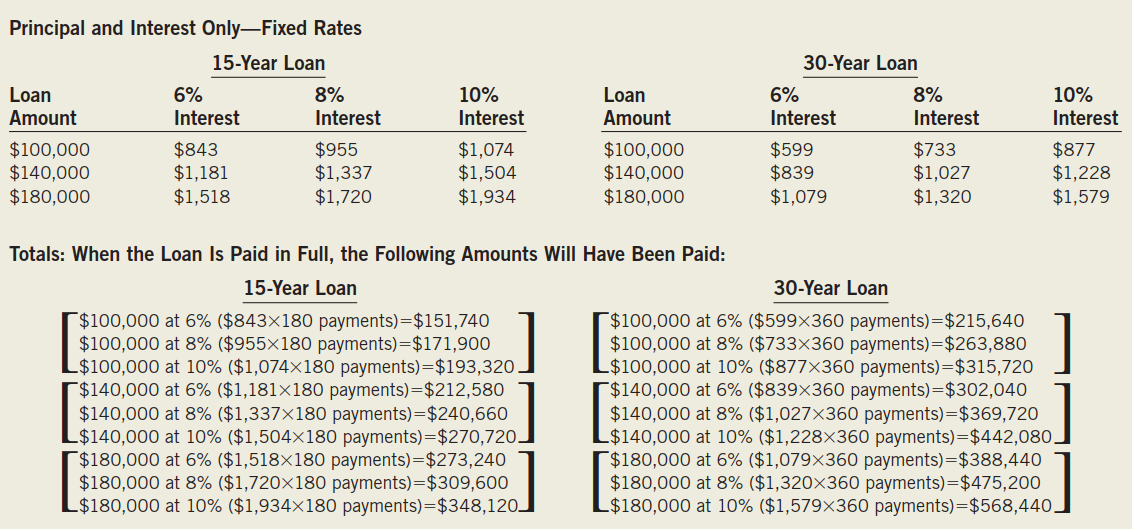 Principal and Interest Only—Fixed Rates
15-Year Loan
Loan Amount 6% Interest 8% Interest 10% Interest
$100,000 $843 $955 $1,074
$140,000 $1,181 $1,337 $1,504
$180,000 $1,518 $1,720 $1,934
30-Year Loan
Loan Amount 6% Interest 8% Interest 10% Interest
$100,000 $599 $733 $877
$140,000 $839 $1,027 $1,228
$180,000 $1,079 $1,320 $1,579
Totals: When the Loan Is Paid in Full, the Following Amounts Will Have Been Paid:
15-Year Loan
$100,000 at 6% ($843×180 payments)=$151,740
$100,000 at 8% ($955×180 payments)=$171,900
$100,000 at 10% ($1,074×180 payments)=$193,320
$140,000 at 6% ($1,181×180 payments)=$212,580
$140,000 at 8% ($1,337×180 payments)=$240,660
$140,000 at 10% ($1,504×180 payments)=$270,720
$180,000 at 6% ($1,518×180 payments)=$273,240
$180,000 at 8% ($1,720×180 payments)=$309,600
$180,000 at 10% ($1,934×180 payments)=$348,120
30-Year Loan
$100,000 at 6% ($599×360 payments)=$215,640
$100,000 at 8% ($733×360 payments)=$263,880
$100,000 at 10% ($877×360 payments)=$315,720
$140,000 at 6% ($839×360 payments)=$302,040
$140,000 at 8% ($1,027×360 payments)=$369,720
$140,000 at 10% ($1,228×360 payments)=$442,080
$180,000 at 6% ($1,079×360 payments)=$388,440
$180,000 at 8% ($1,320×360 payments)=$475,200
$180,000 at 10% ($1,579×360 payments)=$568,440